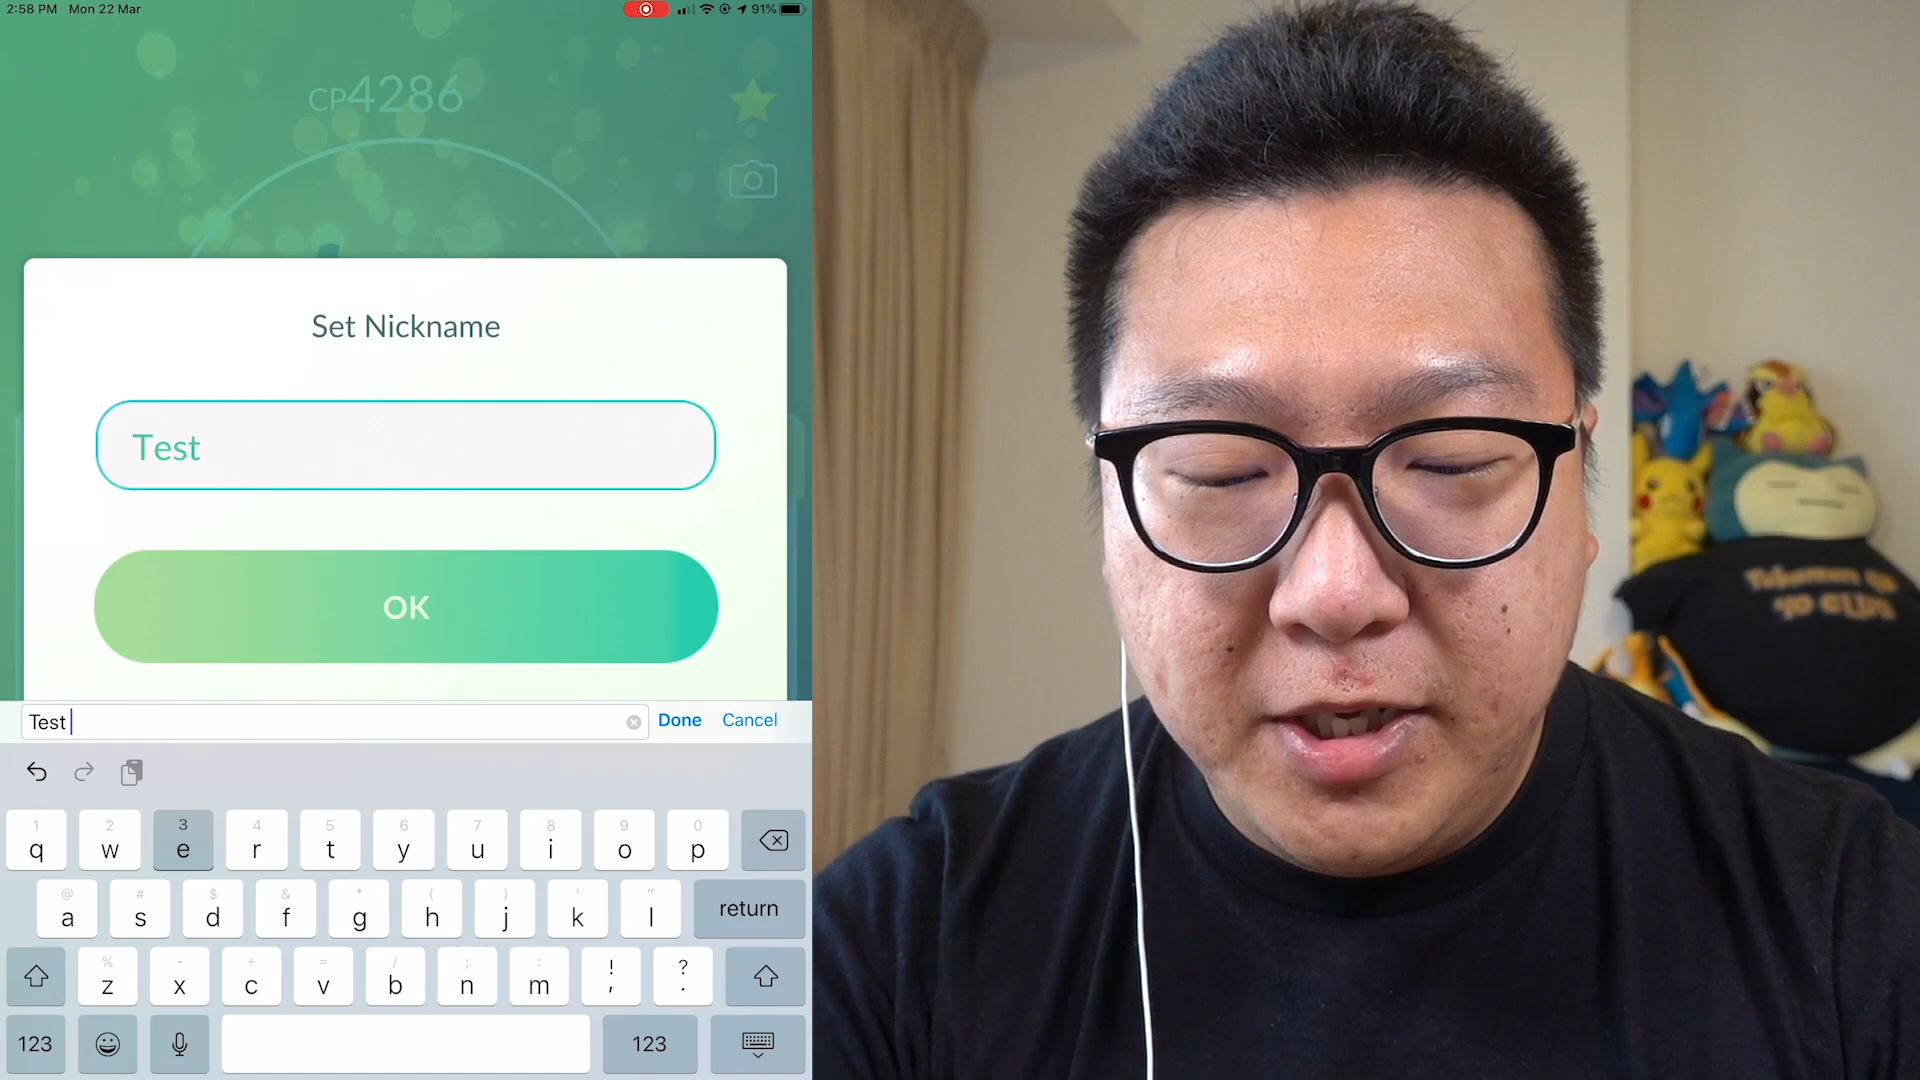 2:58 PM Mon 22 Mar
91%
CP4286
Set Nickname
Test
OK
Test
Done Cancel
1 2 3 4 5 6 7 8 9 0
q w e r t y u i o p
@ # $ & * ( ) ' "
a s d f g h j k l return
% - + = / ; : ! ?
z x c v b n m , .
123 123